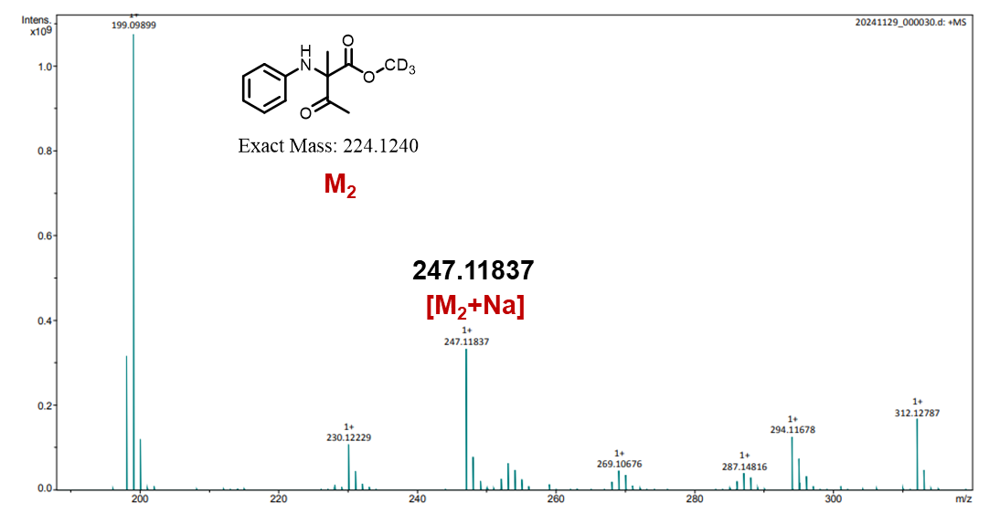 Intens.
x10⁹
20241129_000030.d: +MS
1+
199.09899
H
N
O
O
CD₃
O
Exact Mass: 224.1240
M₂
247.11837
[M₂+Na]
1+
247.11837
1+
230.12229
1+
269.10676
1+
287.14816
1+
294.11678
1+
312.12787
1.0
0.8
0.6
0.4
0.2
0.0
200
220
240
260
280
300
m/z